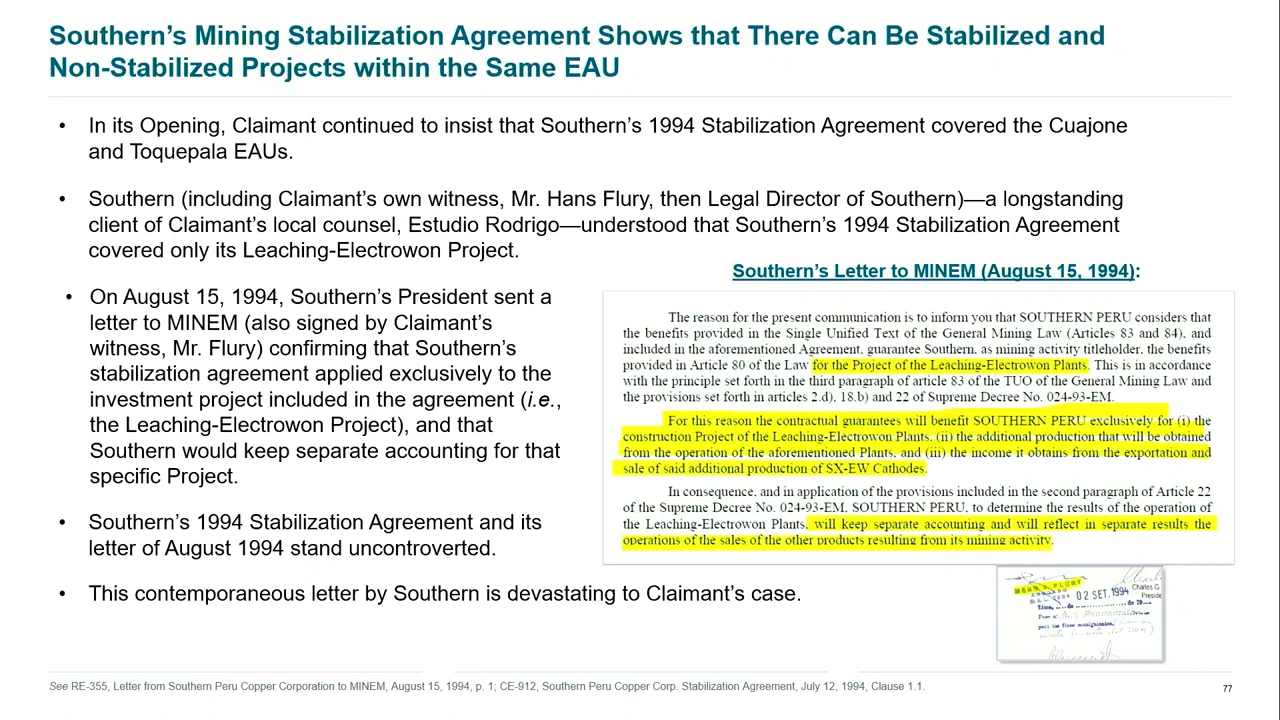 Southern’s Mining Stabilization Agreement Shows that There Can Be Stabilized and
Non-Stabilized Projects within the Same EAU
• In its Opening, Claimant continued to insist that Southern’s 1994 Stabilization Agreement covered the Cuajone
and Toquepala EAUs.
• Southern (including Claimant’s own witness, Mr. Hans Flury, then Legal Director of Southern)—a longstanding
client of Claimant’s local counsel, Estudio Rodrigo—understood that Southern’s 1994 Stabilization Agreement
covered only its Leaching-Electrowon Project.
• On August 15, 1994, Southern’s President sent a
letter to MINEM (also signed by Claimant’s
witness, Mr. Flury) confirming that Southern’s
stabilization agreement applied exclusively to the
investment project included in the agreement (i.e.,
the Leaching-Electrowon Project), and that
Southern would keep separate accounting for that
specific Project.
• Southern’s 1994 Stabilization Agreement and its
letter of August 1994 stand uncontroverted.
• This contemporaneous letter by Southern is devastating to Claimant’s case.
Southern’s Letter to MINEM (August 15, 1994):
The reason for the present communication is to inform you that SOUTHERN PERU considers that
the benefits provided in the Single Unified Text of the General Mining Law (Articles 83 and 84), and
included in the aforementioned Agreement, guarantee Southern, as mining activity titleholder, the benefits
provided in Article 80 of the Law for the Project of the Leaching-Electrowon Plants. This is in accordance
with the principle set forth in the third paragraph of article 83 of the TUO of the General Mining Law and
the provisions set forth in articles 2.d), 18.b) and 22 of Supreme Decree No. 024-93-EM.
For this reason the contractual guarantees will benefit SOUTHERN PERU exclusively for (i) the
construction Project of the Leaching-Electrowon Plants, (ii) the additional production that will be obtained
from the operation of the aforementioned Plants, and (iii) the income it obtains from the exportation and
sale of said additional production of SX-EW Cathodes.
In consequence, and in application of the provisions included in the second paragraph of Article 22
of the Supreme Decree No. 024-93-EM, SOUTHERN PERU, to determine the results of the operation of
the Leaching-Electrowon Plants, will keep separate accounting and will reflect in separate results the
operations of the sales of the other products resulting from its mining activity.
HANS A FLURY
Charles G
02 SET. 1994 Preside
See RE-355, Letter from Southern Peru Copper Corporation to MINEM, August 15, 1994, p. 1; CE-912, Southern Peru Copper Corp. Stabilization Agreement, July 12, 1994, Clause 1.1.
77